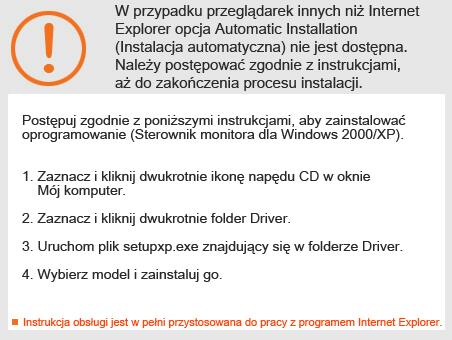 W przypadku przeglądarek innych niż Internet
Explorer opcja Automatic Installation
(Instalacja automatyczna) nie jest dostępna.
Należy postępować zgodnie z instrukcjami,
aż do zakończenia procesu instalacji.
Postępuj zgodnie z poniższymi instrukcjami, aby zainstalować
oprogramowanie (Sterownik monitora dla Windows 2000/XP).
1. Zaznacz i kliknij dwukrotnie ikonę napędu CD w oknie
Mój komputer.
2. Zaznacz i kliknij dwukrotnie folder Driver.
3. Uruchom plik setupxp.exe znajdujący się w folderze Driver.
4. Wybierz model i zainstaluj go.
Instrukcja obsługi jest w pełni przystosowana do pracy z programem Internet Explorer.